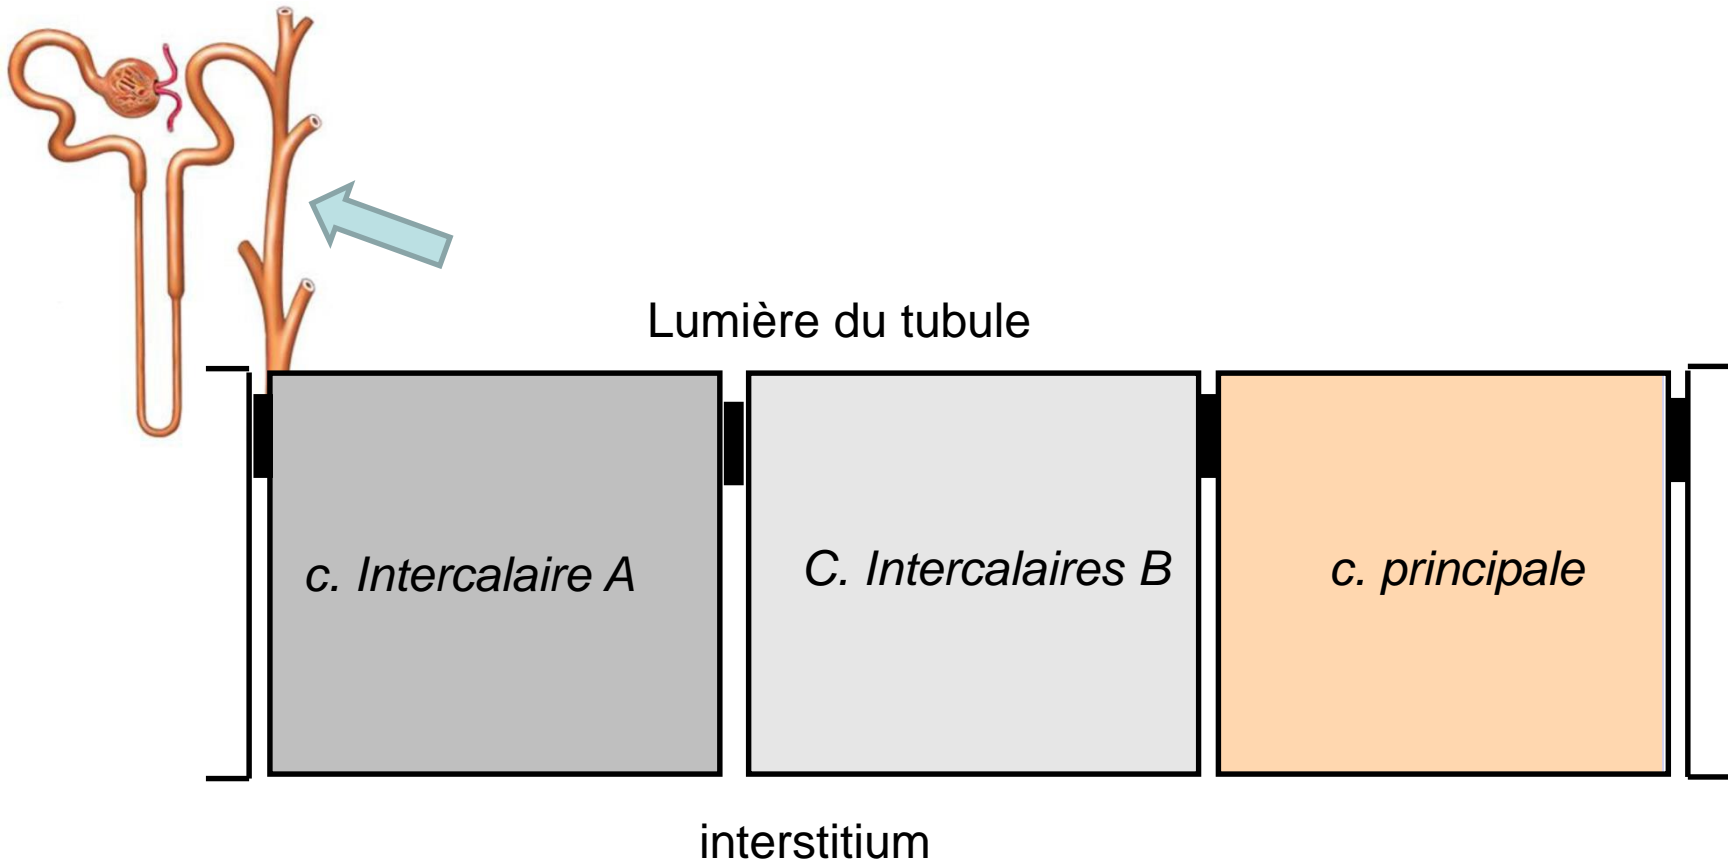 Lumière du tubule
c. Intercalaire A
C. Intercalaires B
c. principale
interstitium